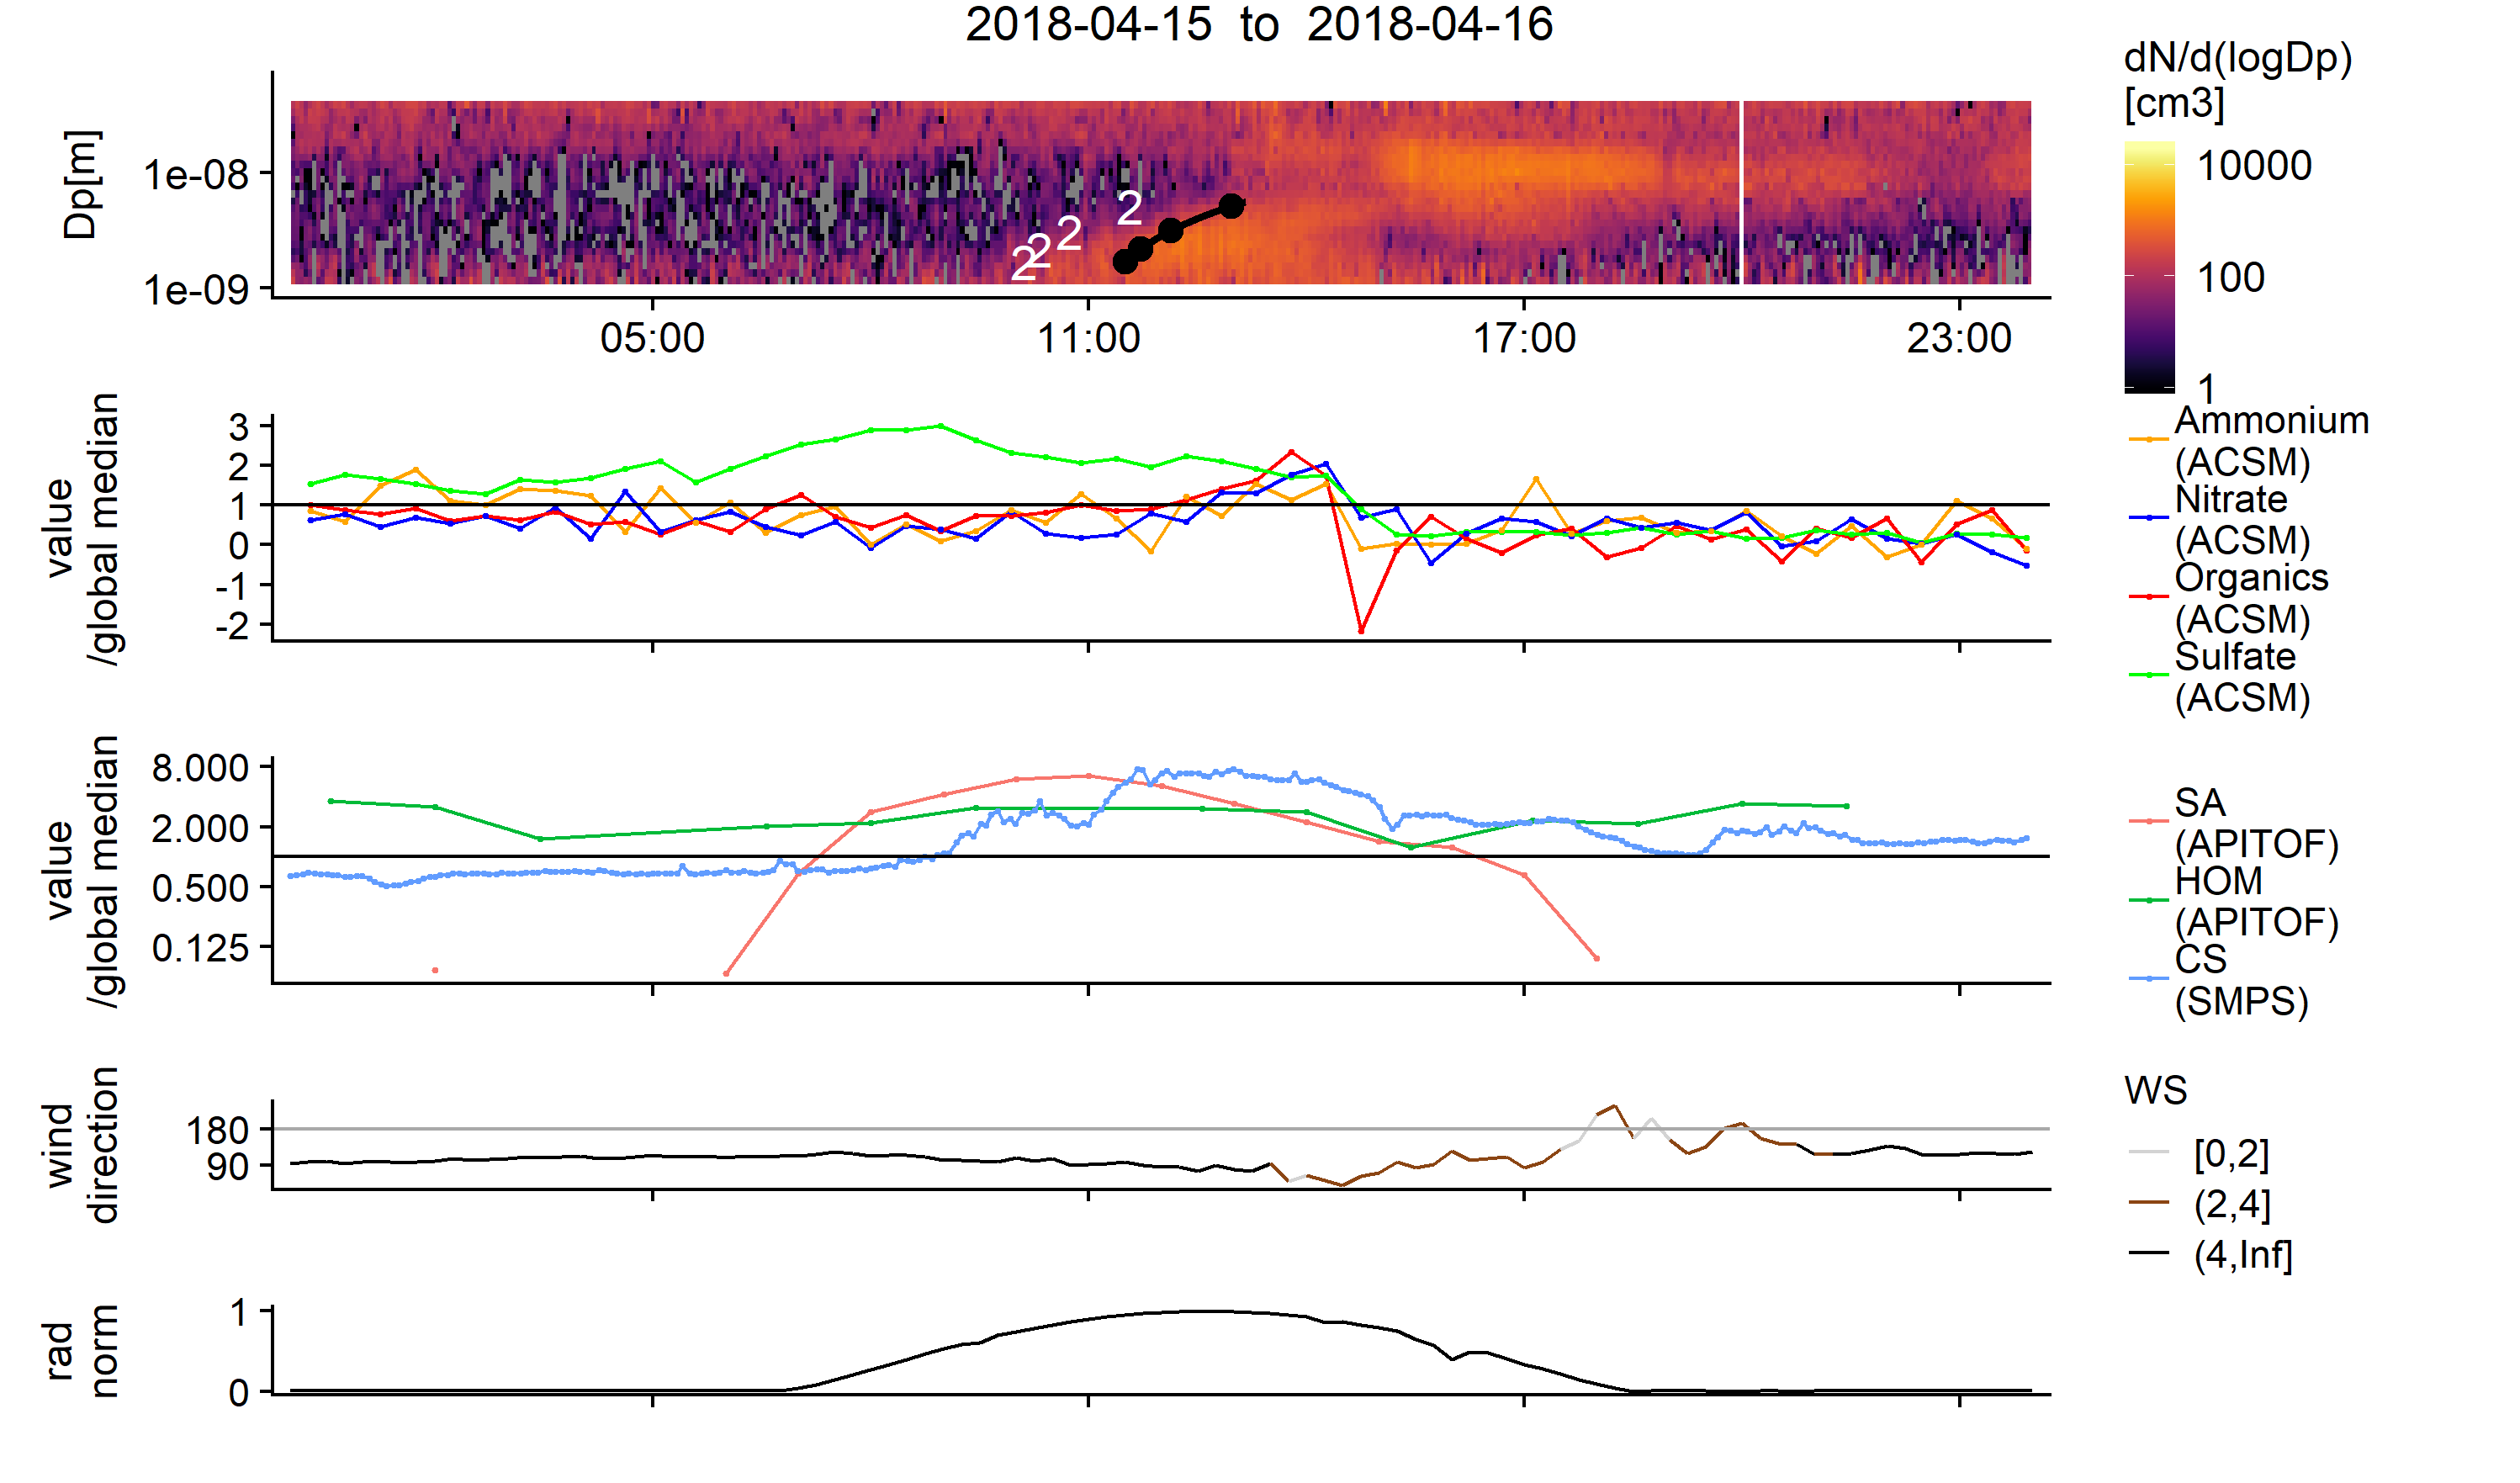 2018-04-15 to 2018-04-16
Dp[m]
1e-08
1e-09
2
2
2
2
05:00
11:00
17:00
23:00
dN/d(logDp)
[cm3]
10000
100
1
value
/global median
3
2
1
0
-1
-2
Ammonium
(ACSM)
Nitrate
(ACSM)
Organics
(ACSM)
Sulfate
(ACSM)
value
/global median
8.000
2.000
0.500
0.125
SA
(APITOF)
HOM
(APITOF)
CS
(SMPS)
wind
direction
180
90
WS
[0,2]
(2,4]
(4,Inf]
rad
norm
1
0